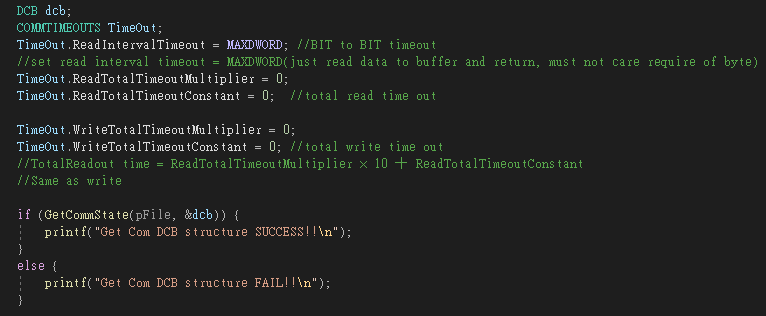 DCB dcb;
COMMTIMEOUTS TimeOut;
TimeOut.ReadIntervalTimeout = MAXDWORD; //BIT to BIT timeout
//set read interval timeout = MAXDWORD(just read data to buffer and return, must not care require of byte)
TimeOut.ReadTotalTimeoutMultiplier = 0;
TimeOut.ReadTotalTimeoutConstant = 0;  //total read time out
TimeOut.WriteTotalTimeoutMultiplier = 0;
TimeOut.WriteTotalTimeoutConstant = 0; //total write time out
//TotalReadout time = ReadTotalTimeoutMultiplier × 10 + ReadTotalTimeoutConstant
//Same as write
if (GetCommState(pFile, &dcb)) {
printf("Get Com DCB structure SUCCESS!!\n");
}
else {
printf("Get Com DCB structure FAIL!!\n");
}